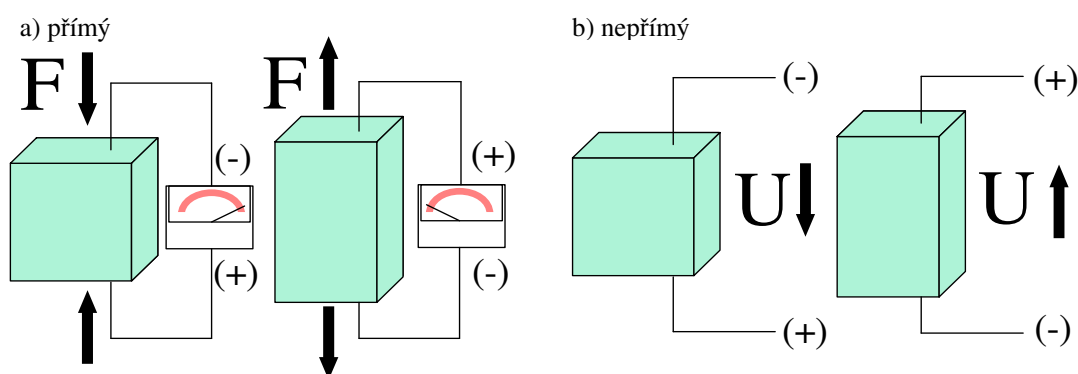 a) přímý
F
(-)
(+)
F
(+)
(-)
b) nepřímý
(-)
U
(+)
(+)
U
(-)